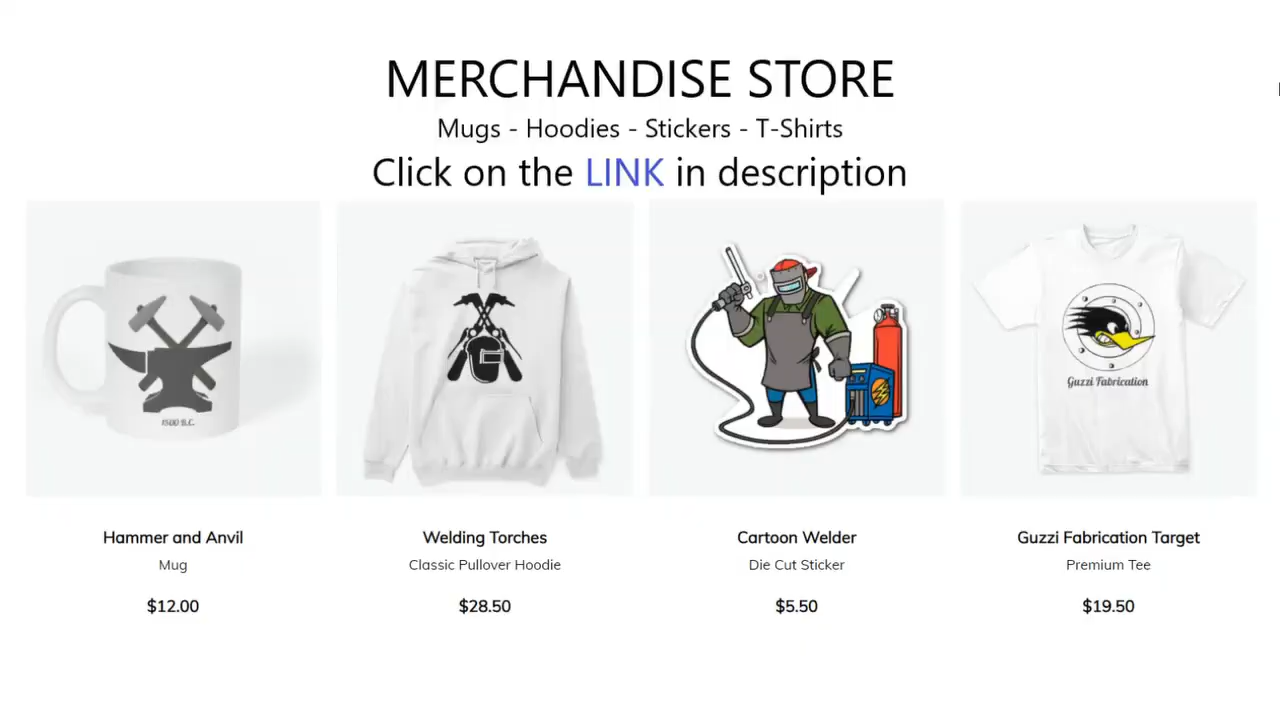 MERCHANDISE STORE
Mugs - Hoodies - Stickers - T-Shirts
Click on the LINK in description
1500 B.C.
G
Guzzi Fabrication
Hammer and Anvil
Mug
$12.00
Welding Torches
Classic Pullover Hoodie
$28.50
Cartoon Welder
Die Cut Sticker
$5.50
Guzzi Fabrication Target
Premium Tee
$19.50